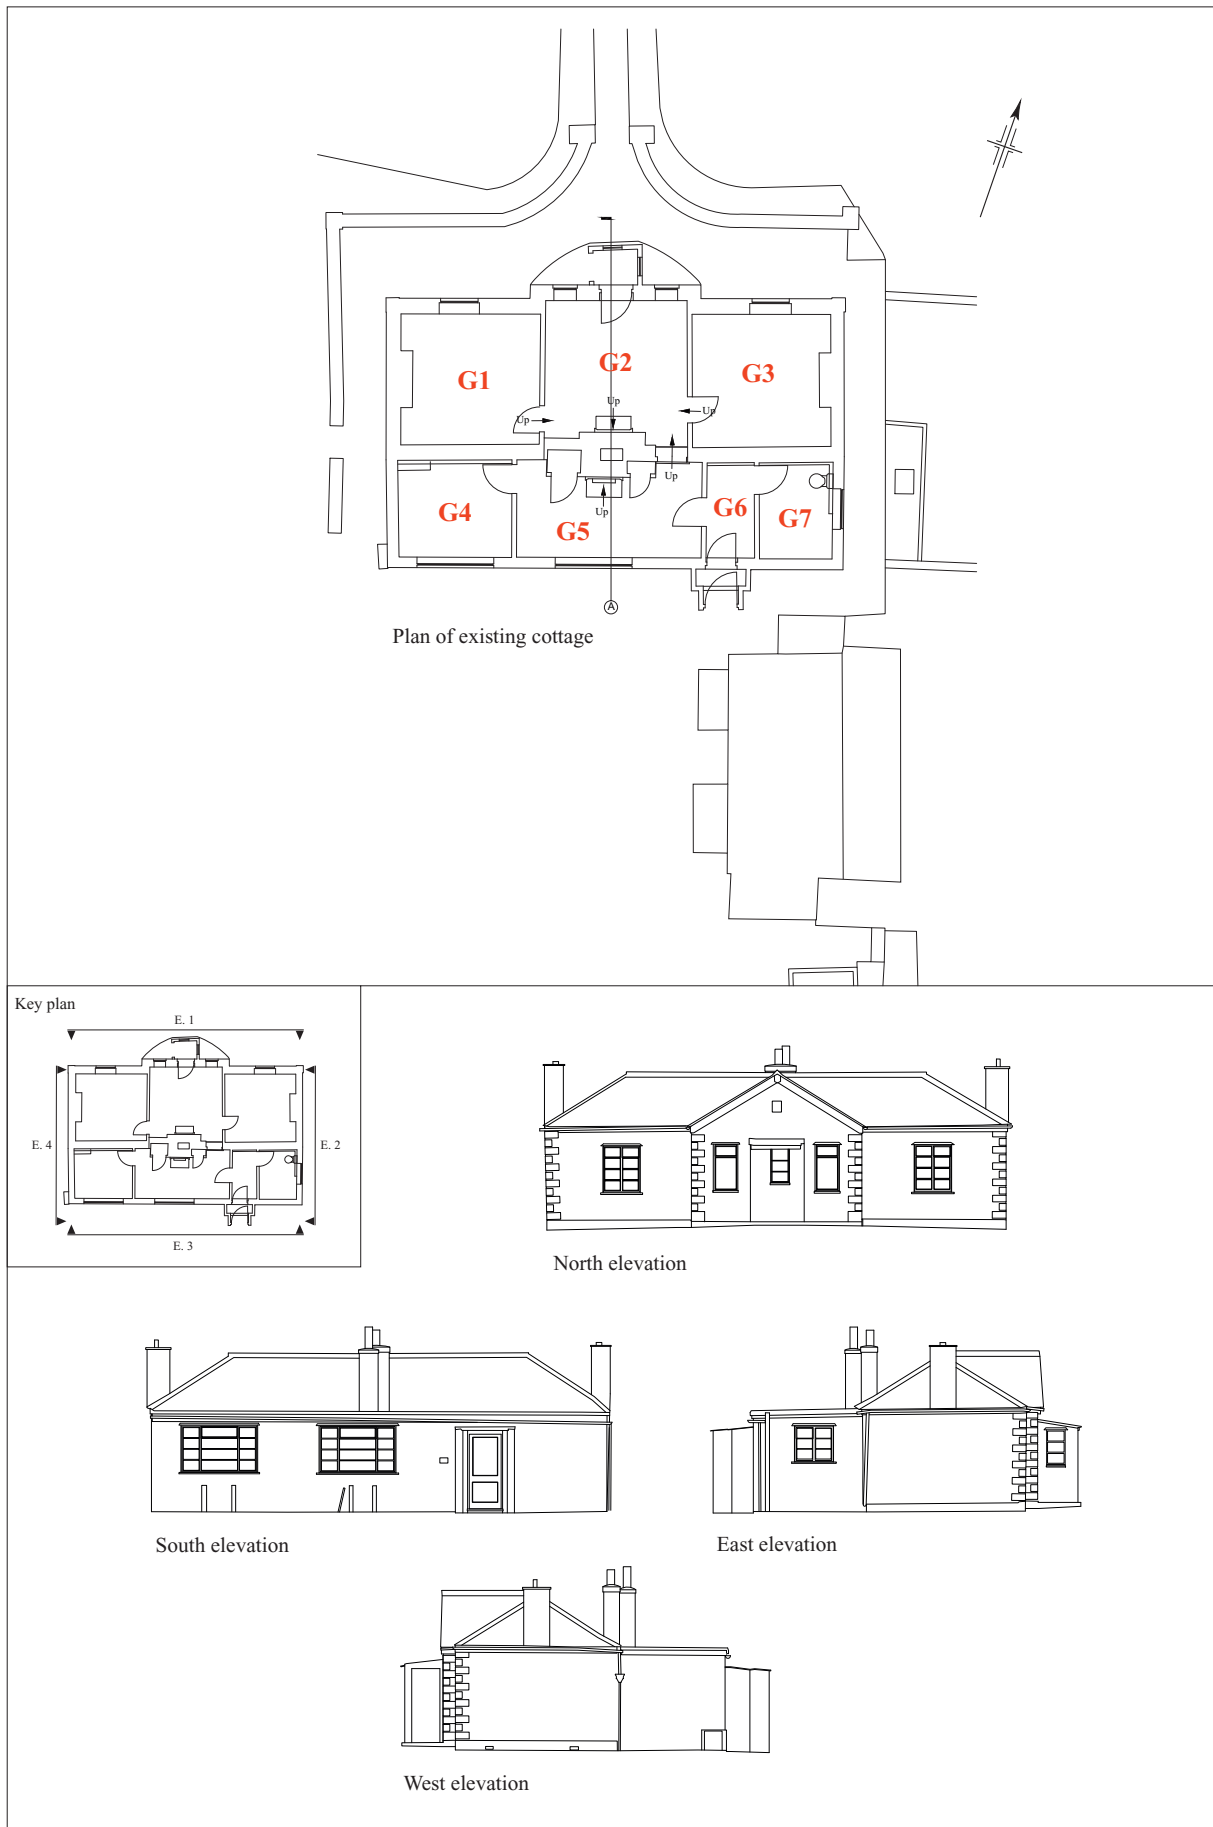 G1
G2
G3
Up
Up
Up
Up
G4
G5
Up
G6
G7
A
Plan of existing cottage
Key plan
E. 1
E. 4
E. 2
E. 3
North elevation
South elevation
East elevation
West elevation